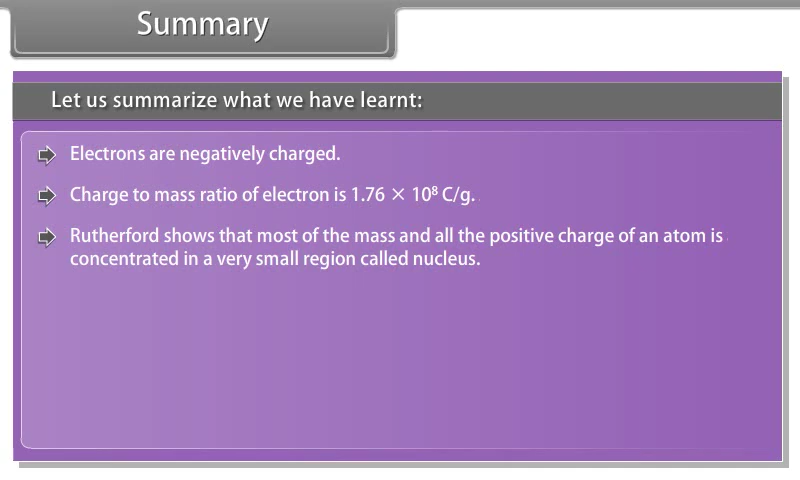 Summary
Let us summarize what we have learnt:
Electrons are negatively charged.
Charge to mass ratio of electron is 1.76 × 10⁸ C/g.
Rutherford shows that most of the mass and all the positive charge of an atom is
concentrated in a very small region called nucleus.